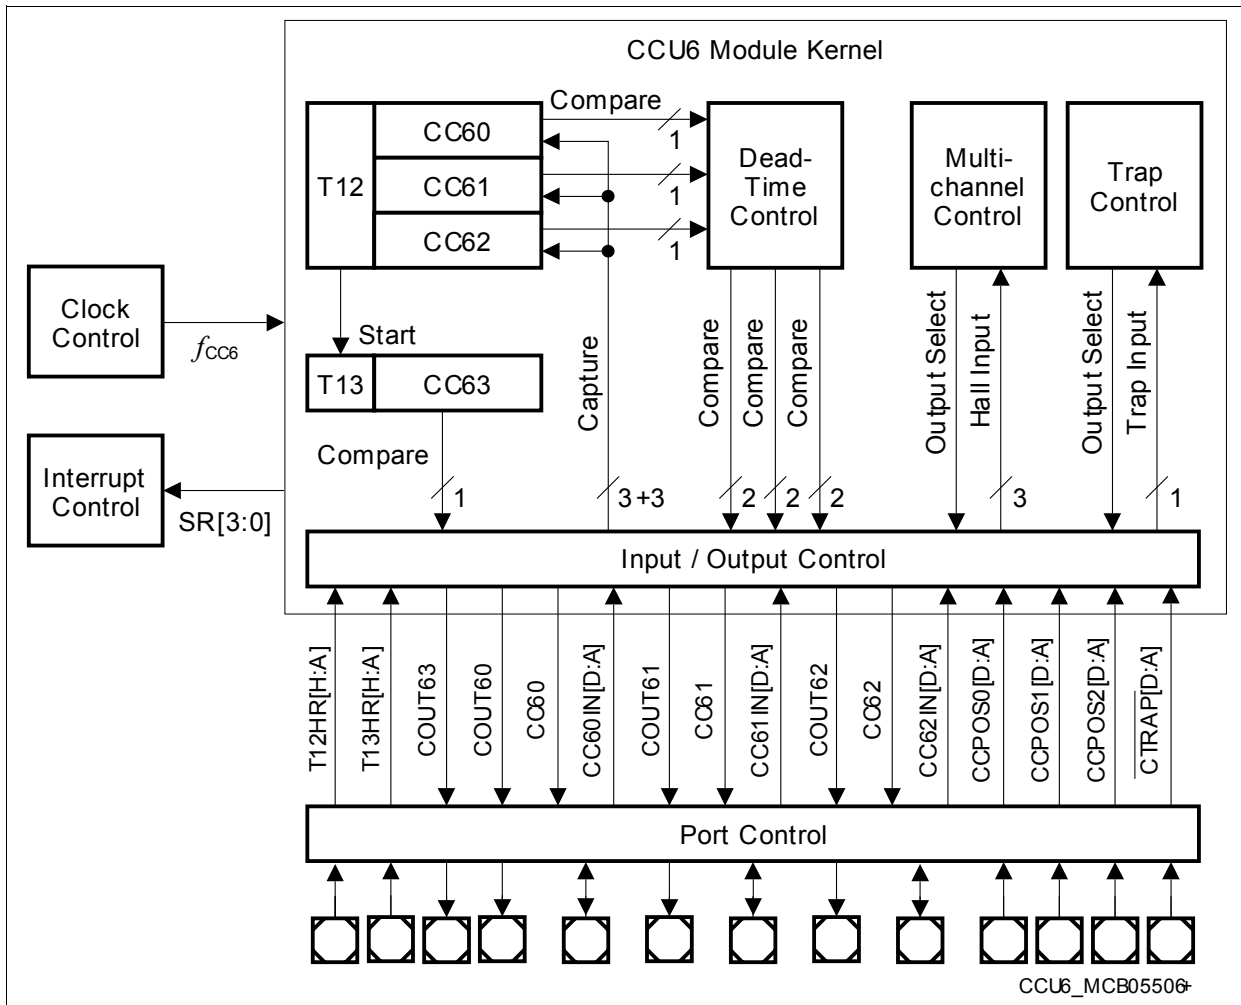 CCU6 Module Kernel
Compare
CC60
1
T12
CC61
1
CC62
1
Dead-
Time
Control
Multi-
channel
Control
Trap
Control
Clock
Control
fCC6
Start
T13
CC63
Capture
Compare
Compare
Compare
Output Select
Hall Input
Output Select
Trap Input
Interrupt
Control
SR[3:0]
Compare
1
3+3
2
2
2
3
1
Input / Output Control
T12HR[H:A]
T13HR[H:A]
COUT63
COUT60
CC60
CC60IN[D:A]
COUT61
CC61
CC61IN[D:A]
COUT62
CC62
CC62IN[D:A]
CCPOS0[D:A]
CCPOS1[D:A]
CCPOS2[D:A]
CTRAP[D:A]
Port Control
CCU6_MCB05506+